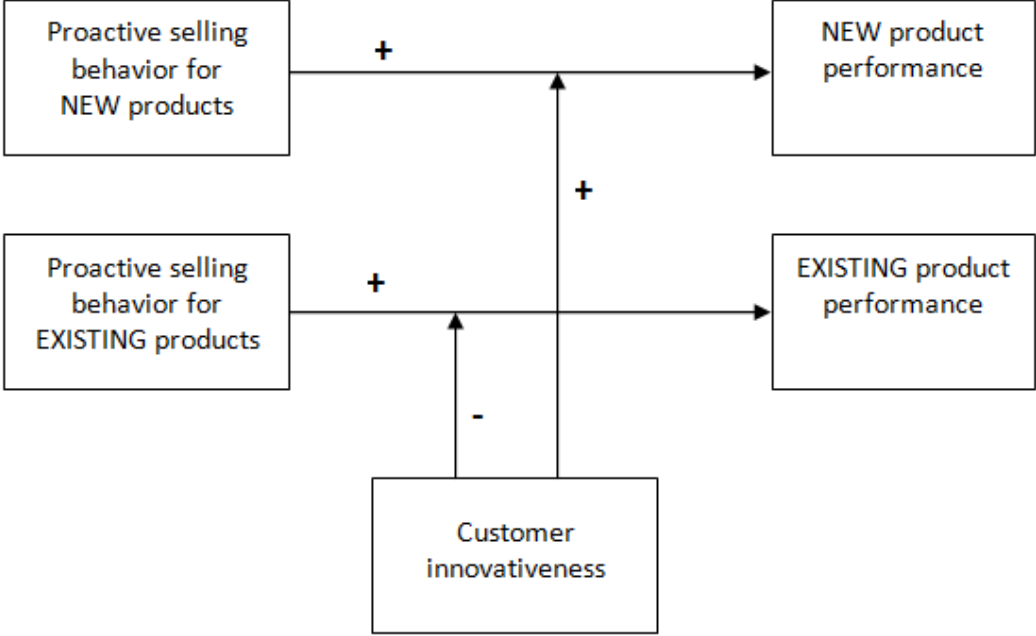 Proactive selling
behavior for
NEW products
+
NEW product
performance
+
Proactive selling
behavior for
EXISTING products
+
EXISTING product
performance
-
Customer
innovativeness